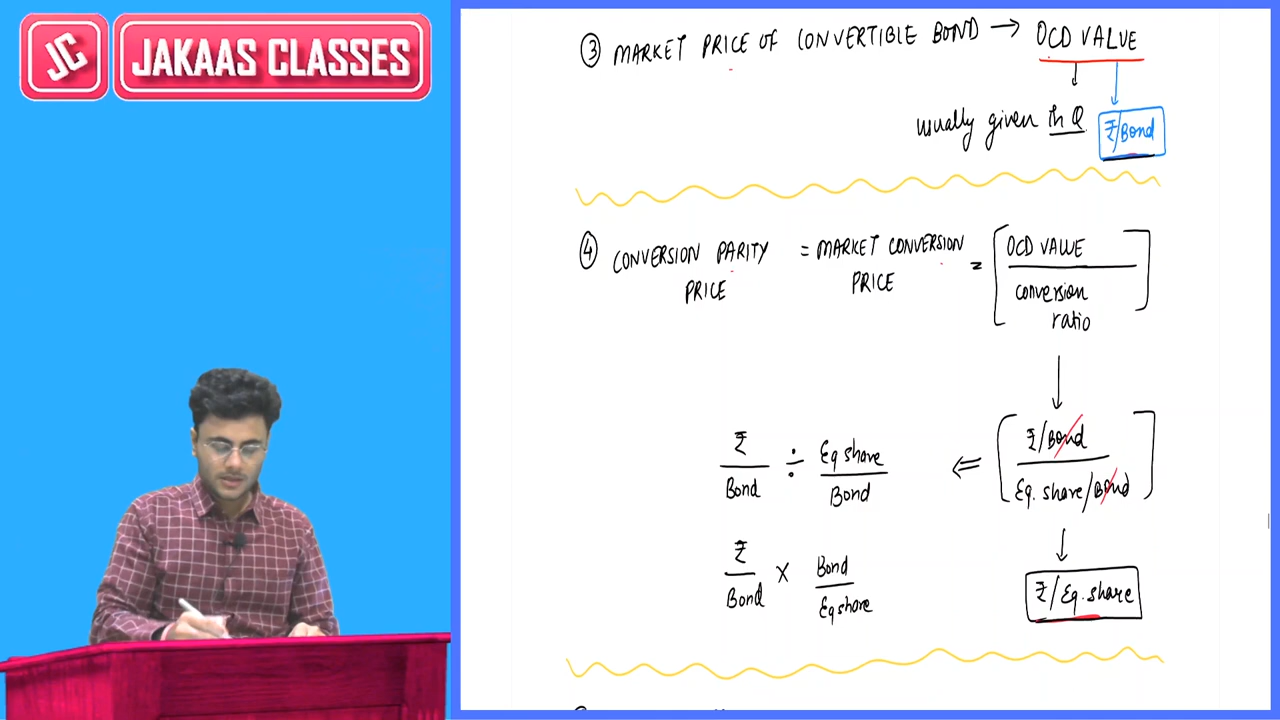 JC JAKAAS CLASSES
③ MARKET PRICE OF CONVERTIBLE BOND → OCD VALUE
usually given in Q.
₹/Bond
④ CONVERSION PARITY PRICE = MARKET CONVERSION PRICE = [OCD VALUE
conversion ratio]
₹/Bond ÷ Eq share/Bond ⇐ [₹/Bond
Eq. share/Bond]
₹/Bond × Bond/Eq share
₹/Eq. share